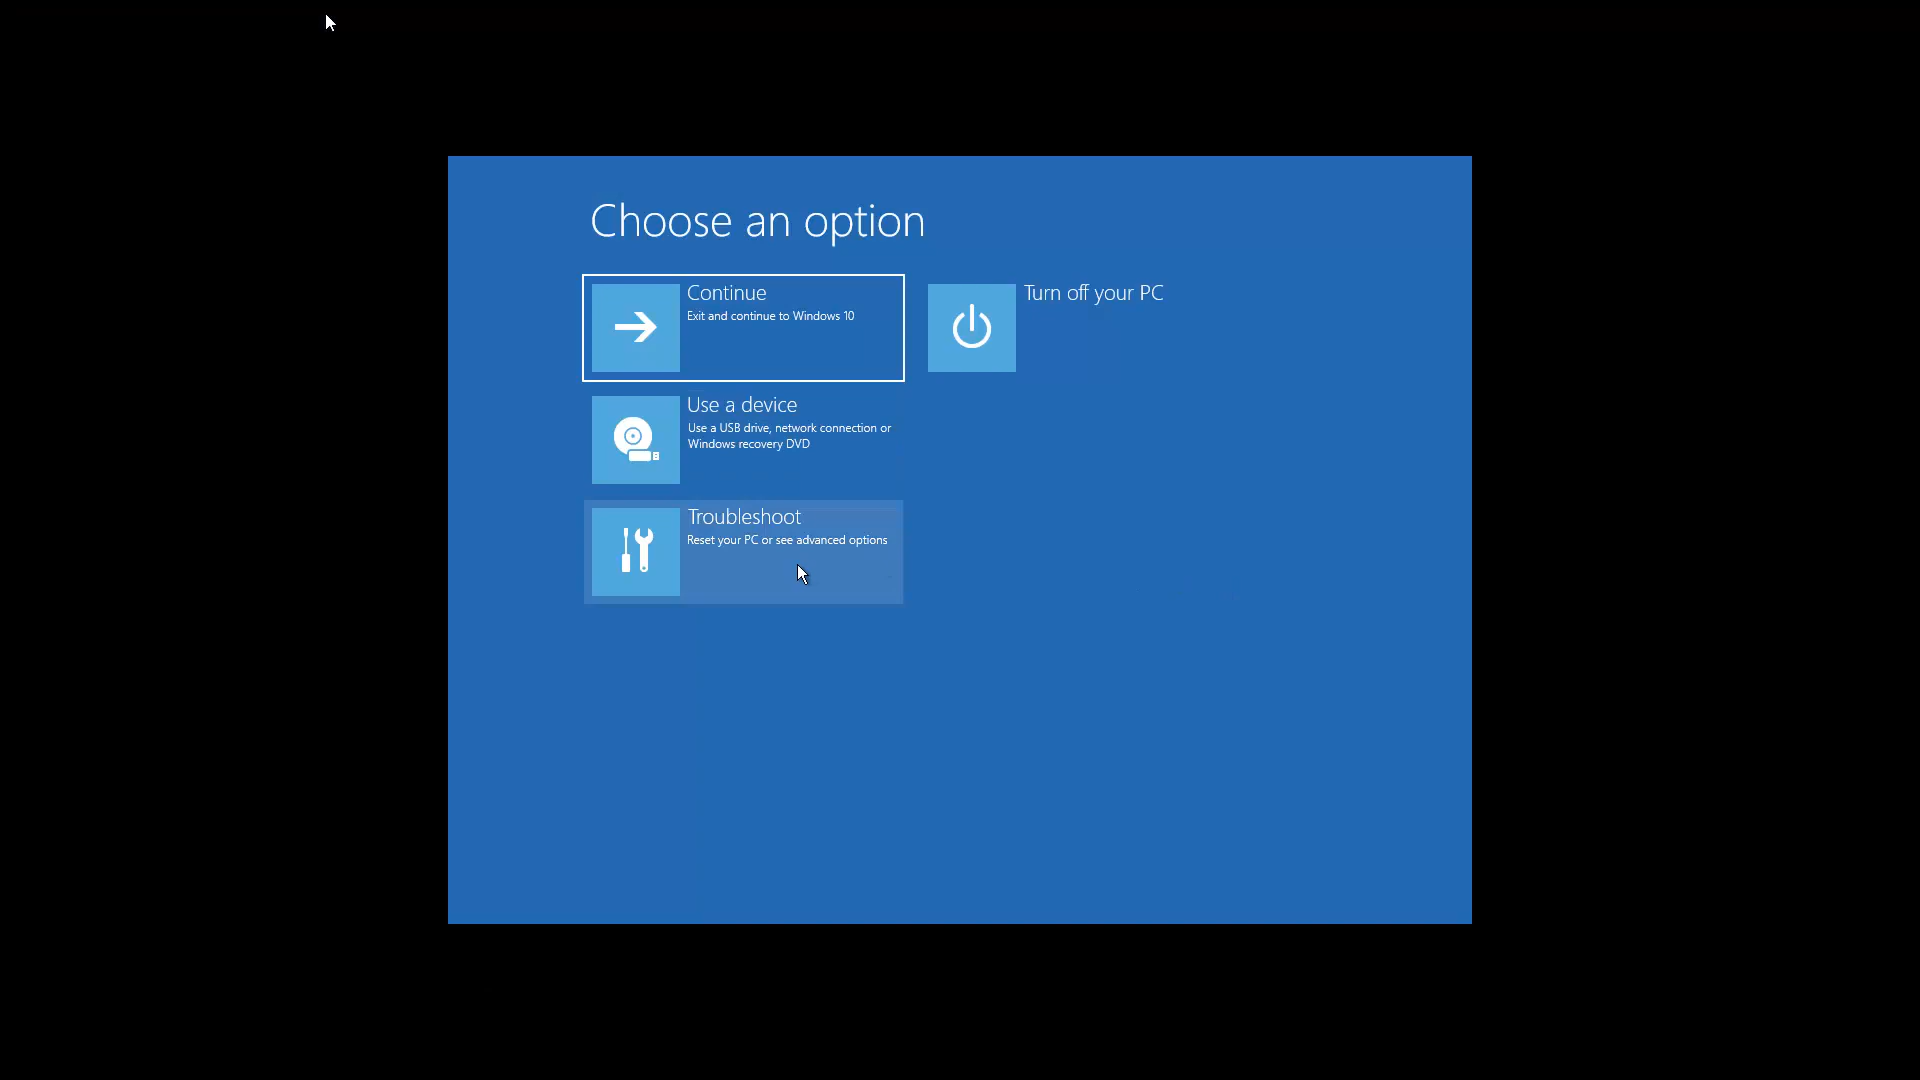 Choose an option
Continue
Exit and continue to Windows 10
Turn off your PC
Use a device
Use a USB drive, network connection or
Windows recovery DVD
Troubleshoot
Reset your PC or see advanced options